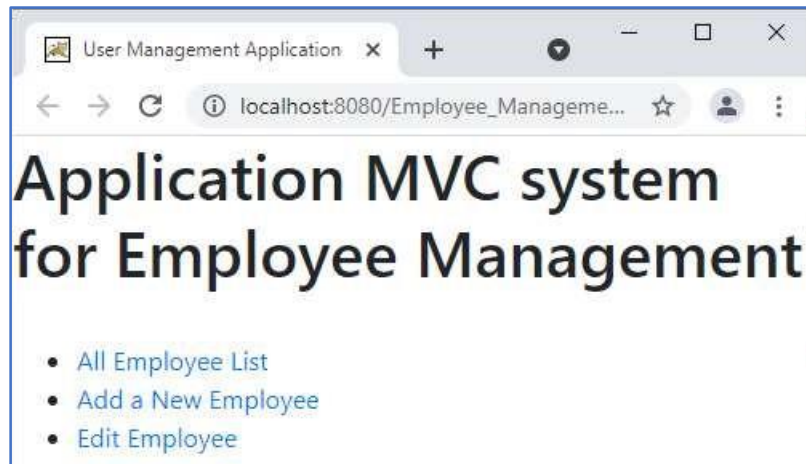 User Management Application
localhost:8080/Employee_Manageme...
Application MVC system
for Employee Management
All Employee List
Add a New Employee
Edit Employee